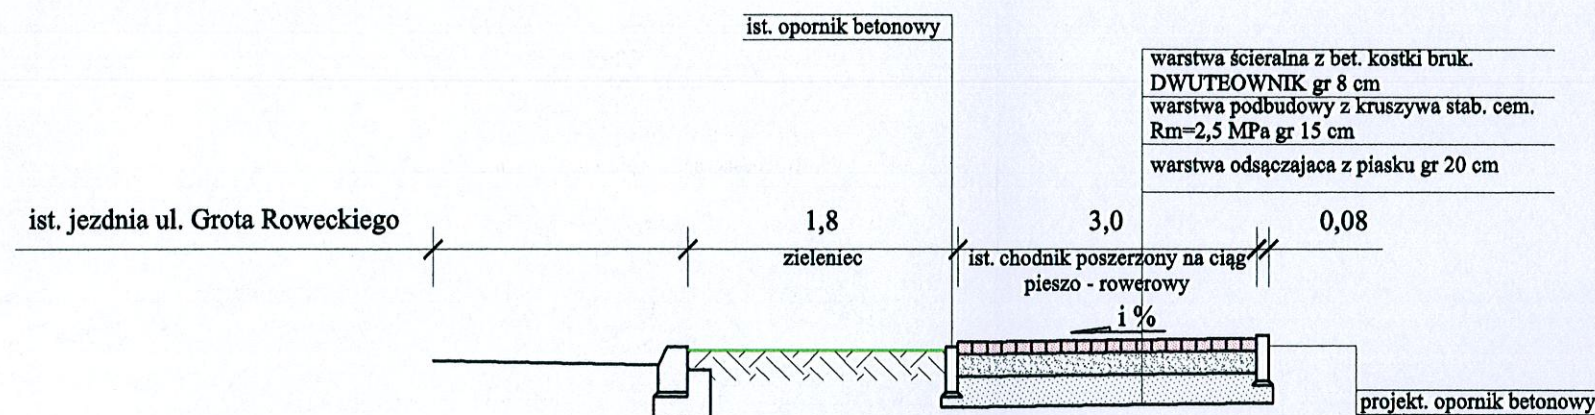 ist. opornik betonowy
warstwa ścieralna z bet. kostki bruk.
DWUTEOWNIK gr 8 cm
warstwa podbudowy z kruszywa stab. cem.
Rm=2,5 MPa gr 15 cm
warstwa odsączajaca z piasku gr 20 cm
ist. jezdnia ul. Grota Roweckiego
1,8
3,0
0,08
zieleniec
ist. chodnik poszerzony na ciąg
pieszo - rowerowy
i %
projekt. opornik betonowy